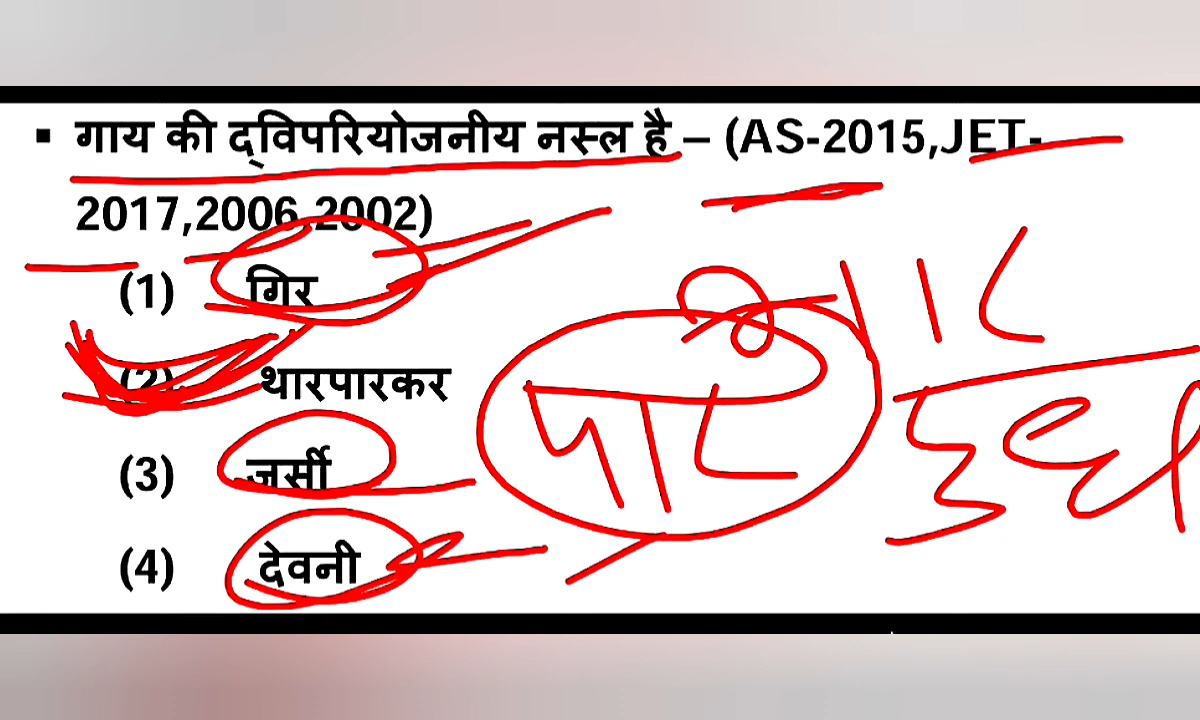 ▪ गाय की द्विपरियोजनीय नस्ल है – (AS-2015,JET-
2017,2006,2002)
(1) गिर
(2) थारपारकर
(3) जर्सी
(4) देवनी